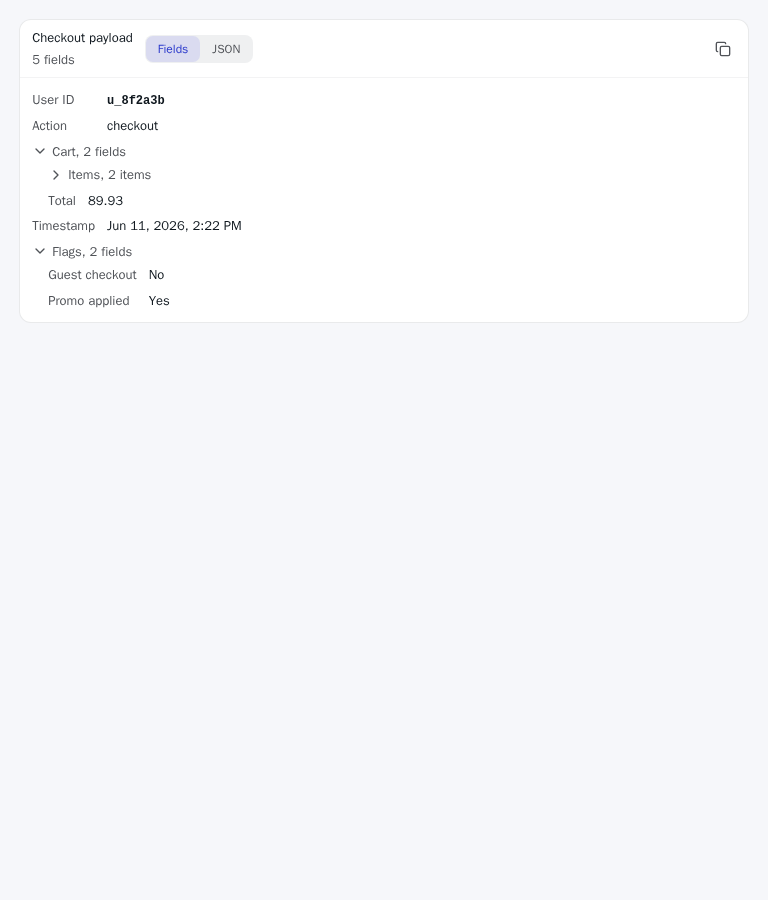 Checkout payload
5 fields
Fields
JSON
User ID u_8f2a3b
Action checkout
Cart, 2 fields
Items, 2 items
Total 89.93
Timestamp Jun 11, 2026, 2:22 PM
Flags, 2 fields
Guest checkout No
Promo applied Yes